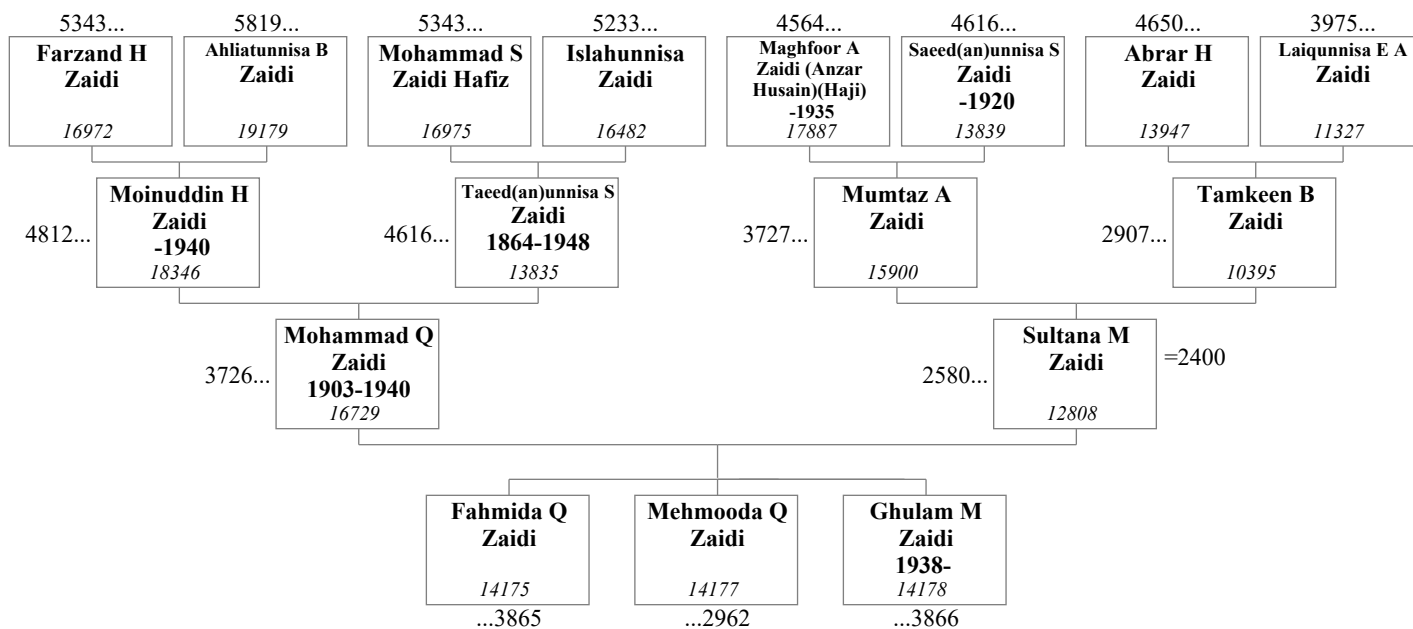 5343...
5819...
5343...
5233...
4564...
4616...
4650...
3975...
Farzand H
Zaidi
16972
Ahliatunnisa B
Zaidi
19179
Mohammad S
Zaidi Hafiz
16975
Islahunnisa
Zaidi
16482
Maghfoor A
Zaidi (Anzar
Husain)(Haji)
-1935
17887
Saeed(an)unnisa S
Zaidi
-1920
13839
Abrar H
Zaidi
13947
Laiqunnisa E A
Zaidi
11327
4812...
Moinuddin H
Zaidi
-1940
18346
4616...
Taeed(an)unnisa S
Zaidi
1864-1948
13835
3727...
Mumtaz A
Zaidi
15900
2907...
Tamkeen B
Zaidi
10395
3726...
Mohammad Q
Zaidi
1903-1940
16729
2580...
Sultana M
Zaidi
12808
=2400
Fahmida Q
Zaidi
14175
...3865
Mehmooda Q
Zaidi
14177
...2962
Ghulam M
Zaidi
1938-
14178
...3866